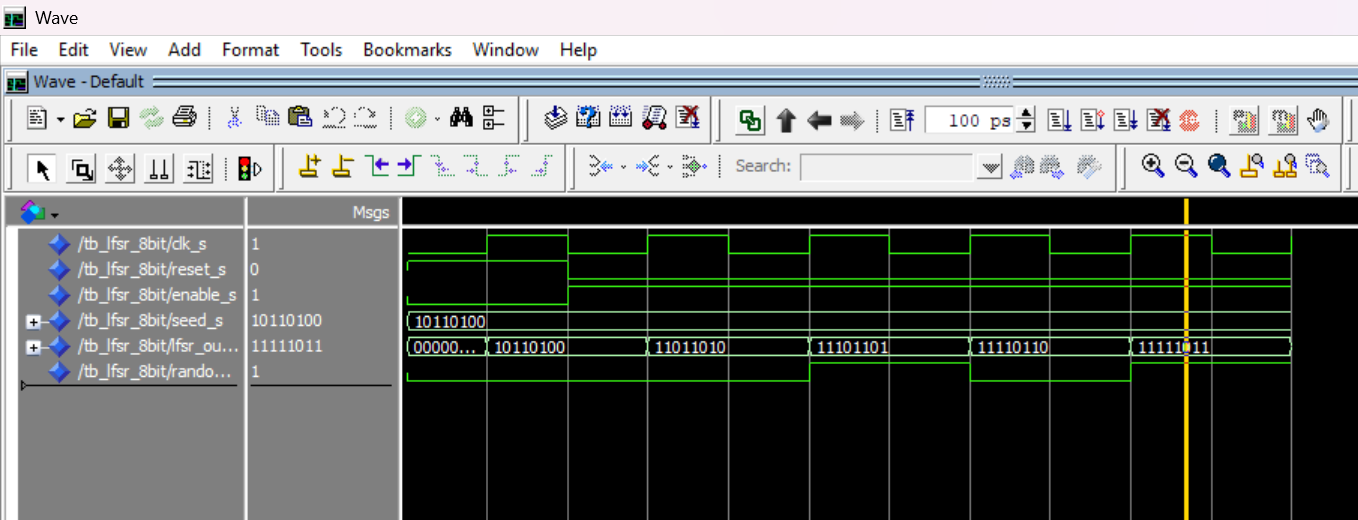 Wave
File Edit View Add Format Tools Bookmarks Window Help
Wave - Default
100 ps
Search:
Msgs
/tb_lfsr_8bit/clk_s 1
/tb_lfsr_8bit/reset_s 0
/tb_lfsr_8bit/enable_s 1
/tb_lfsr_8bit/seed_s 10110100 10110100
/tb_lfsr_8bit/lfsr_ou... 11111011 00000... 10110100 11011010 11101101 11110110 11111011
/tb_lfsr_8bit/rando... 1